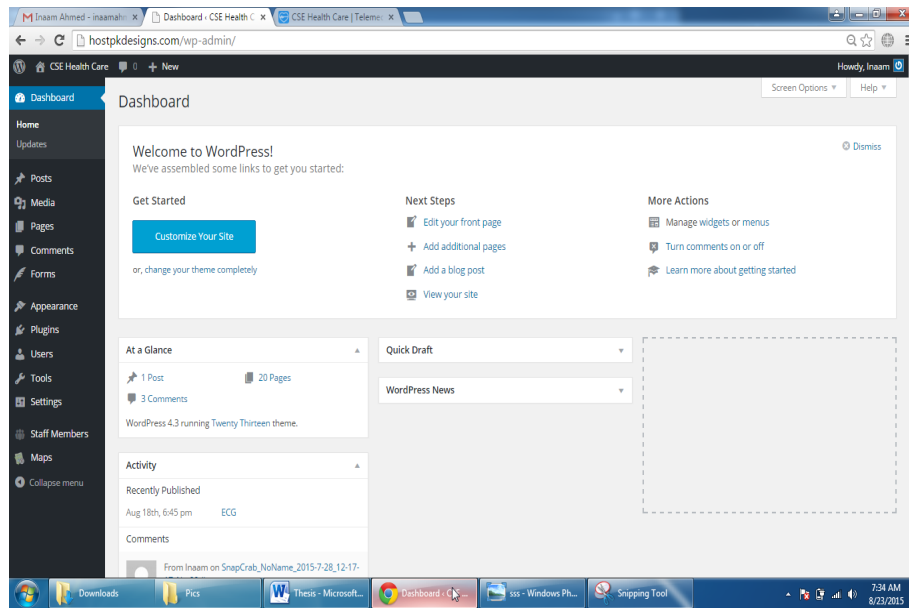 Inaam Ahmed - inaamahm
Dashboard ‹ CSE Health C
CSE Health Care | Teleme
hostpkdesigns.com/wp-admin/
CSE Health Care 0 + New Howdy, Inaam
Screen Options Help
Dashboard
Home
Updates
Posts
Media
Pages
Comments
Forms
Appearance
Plugins
Users
Tools
Settings
Staff Members
Maps
Collapse menu
Dashboard
Welcome to WordPress!
Dismiss
We've assembled some links to get you started:
Get Started
Customize Your Site
or, change your theme completely
Next Steps
Edit your front page
Add additional pages
Add a blog post
View your site
More Actions
Manage widgets or menus
Turn comments on or off
Learn more about getting started
At a Glance
1 Post 20 Pages
3 Comments
WordPress 4.3 running Twenty Thirteen theme.
Activity
Recently Published
Aug 18th, 6:45 pm ECG
Comments
From Inaam on SnapCrab_NoName_2015-7-28_12-17-
Quick Draft
WordPress News
Downloads
Pics
Thesis - Microsoft...
Dashboard ‹ C...
sss - Windows Ph...
Snipping Tool
7:34 AM
8/23/2015